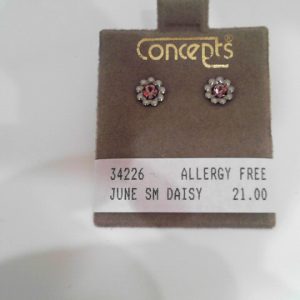 Concepts®
34226 ALLERGY FREE
JUNE SM DAISY 21.00